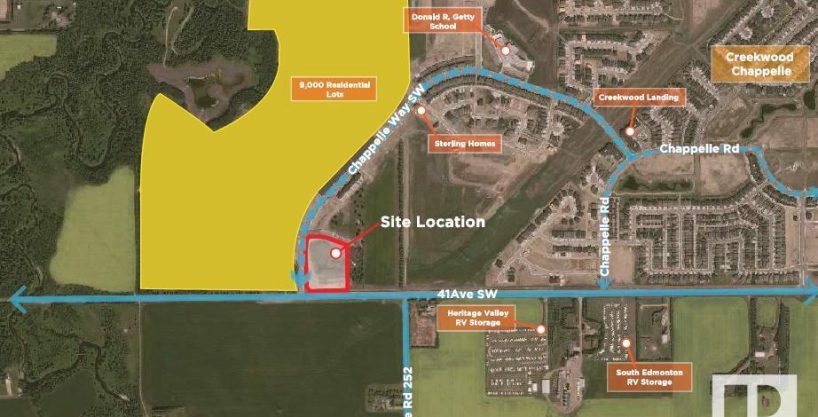 Donald R, Getty
School
Creekwood
Chappelle
9,000 Residential
Lots
Creekwood Landing
Chappelle Way SW
Sterling Homes
Chappelle Rd
Site Location
Chappelle Rd
41Ave SW
Heritage Valley
RV Storage
South Edmonton
RV Storage
Rd 252